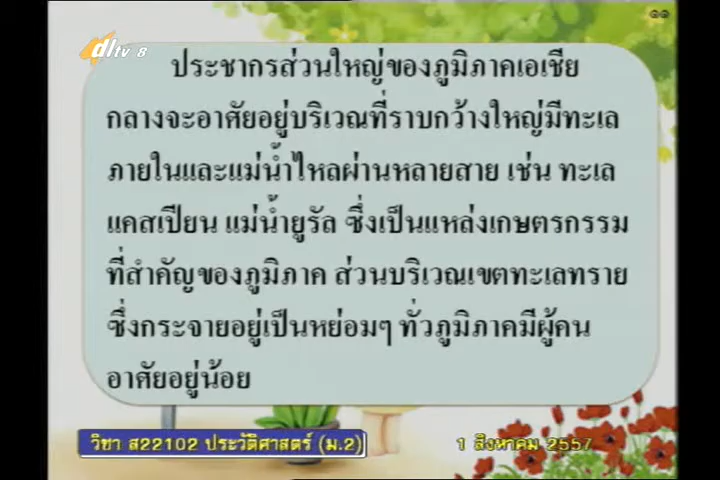 ๑๑
dltv 8
ประชากรส่วนใหญ่ของภูมิภาคเอเชีย
กลางจะอาศัยอยู่บริเวณที่ราบกว้างใหญ่มีทะเล
ภายในและแม่น้ำไหลผ่านหลายสาย เช่น ทะเล
แคสเปียน แม่น้ำยูรัล ซึ่งเป็นแหล่งเกษตรกรรม
ที่สำคัญของภูมิภาค ส่วนบริเวณเขตทะเลทราย
ซึ่งกระจายอยู่เป็นหย่อมๆ ทั่วภูมิภาคมีผู้คน
อาศัยอยู่น้อย
วิชา ส22102 ประวัติศาสตร์ (ม.2)
1 สิงหาคม 2557